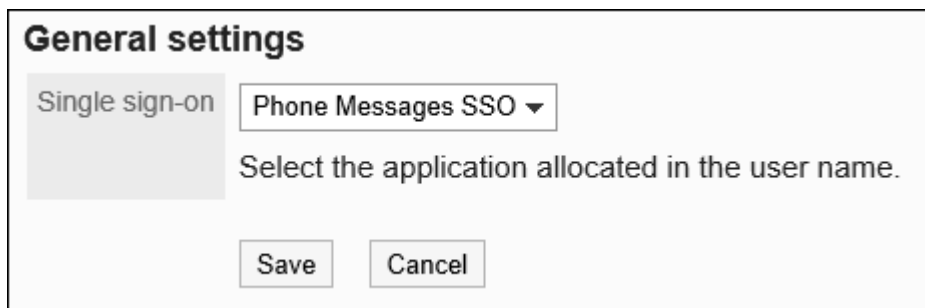 General settings
Single sign-on Phone Messages SSO
Select the application allocated in the user name.
Save Cancel